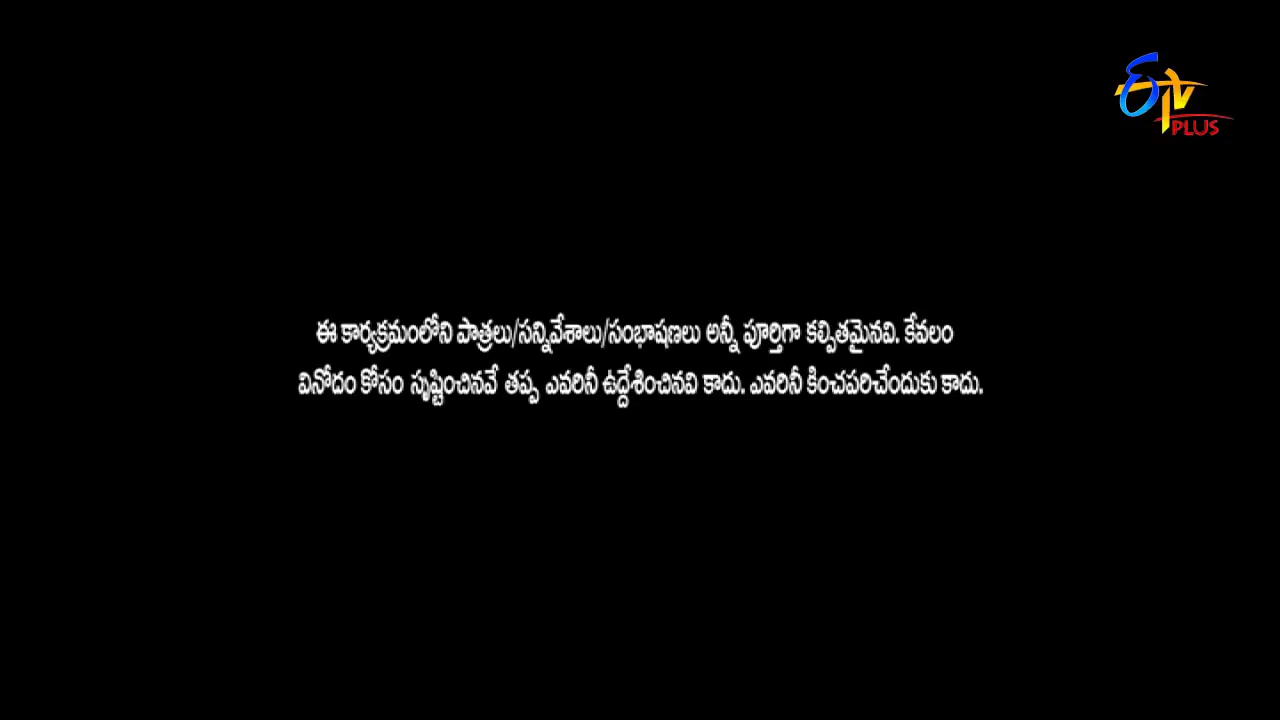 ETV
PLUS
ఈ కార్యక్రమంలోని పాత్రలు/సన్నివేశాలు/సంభాషణలు అన్నీ పూర్తిగా కల్పితమైనవి. కేవలం
వినోదం కోసం సృష్టించినవే తప్ప ఎవరినీ ఉద్దేశించినవి కాదు. ఎవరినీ కించపరిచేందుకు కాదు.